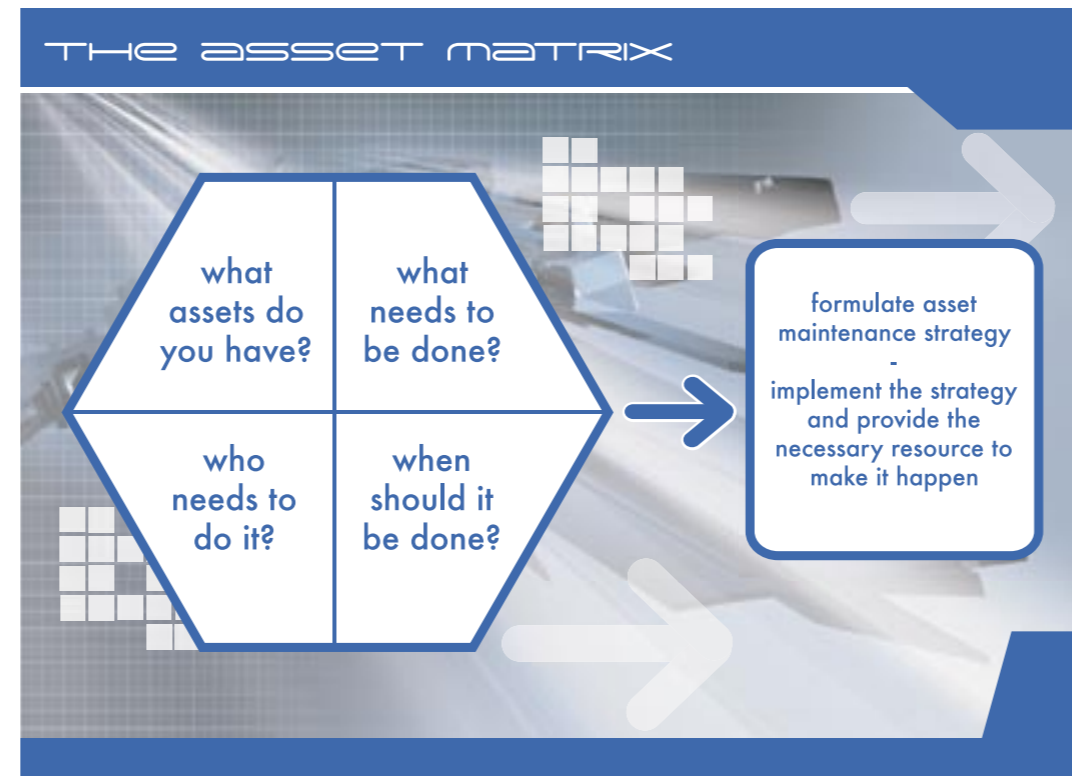 THE ASSET MATRIX
what
assets do
you have?
what
needs to
be done?
who
needs to
do it?
when
should it
be done?
formulate asset
maintenance strategy
-
implement the strategy
and provide the
necessary resource to
make it happen